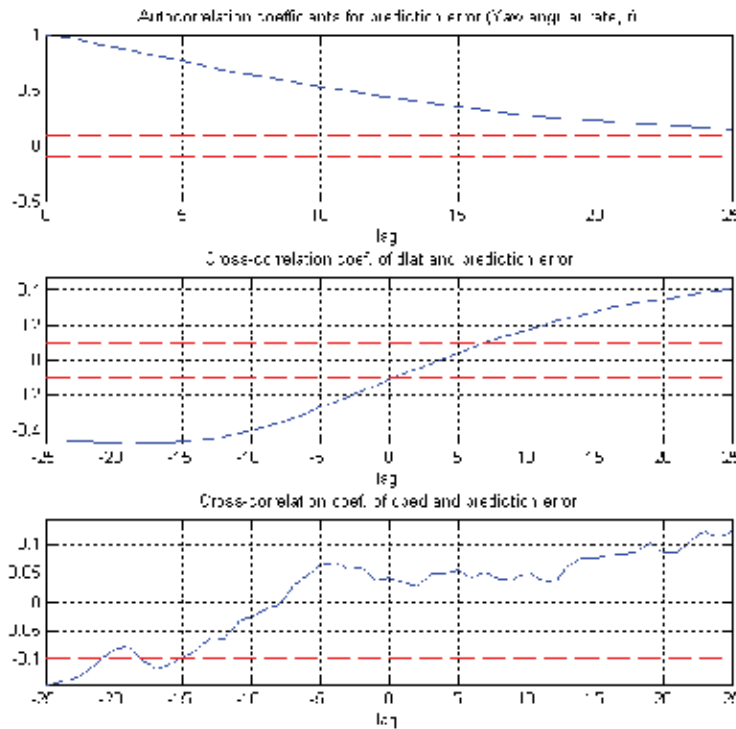 Autocorrelation coefficients for prediction error (Yaw angular rate, r)
1
0.5
0
-0.5
0 5 10 15 20 25
lag
Cross-correlation coef. of dlat and prediction error
0.4
0.2
0
-0.2
-0.4
-25 -20 -15 -10 -5 0 5 10 15 20 25
lag
Cross-correlation coef. of dped and prediction error
0.1
0.05
0
-0.05
-0.1
-25 -20 -15 -10 -5 0 5 10 15 20 25
lag